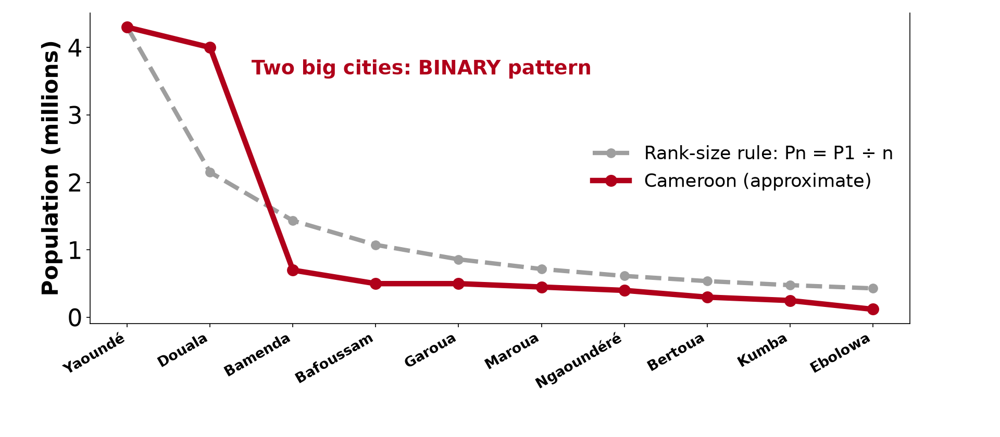 Population (millions)
4
3
2
1
0
Two big cities: BINARY pattern
Rank-size rule: Pn = P1 ÷ n
Cameroon (approximate)
Yaoundé
Douala
Bamenda
Bafoussam
Garoua
Maroua
Ngaoundéré
Bertoua
Kumba
Ebolowa